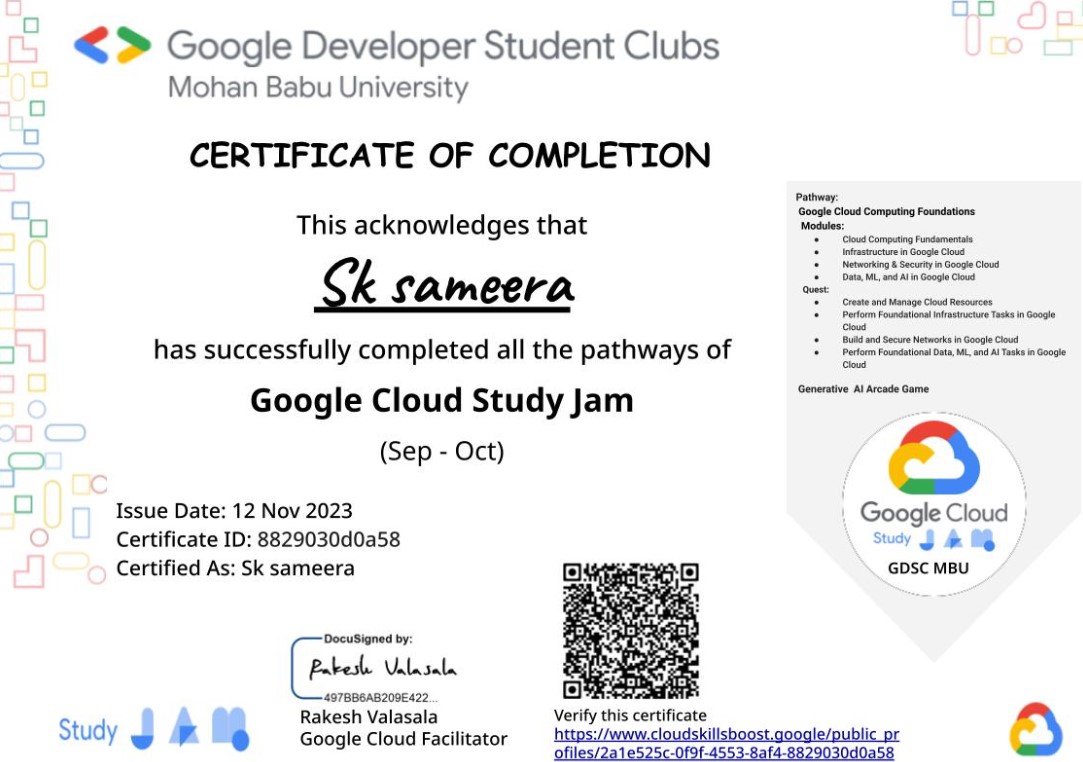 Google Developer Student Clubs
Mohan Babu University
CERTIFICATE OF COMPLETION
This acknowledges that
Sk sameera
has successfully completed all the pathways of
Google Cloud Study Jam
(Sep - Oct)
Issue Date: 12 Nov 2023
Certificate ID: 8829030d0a58
Certified As: Sk sameera
DocuSigned by:
Rakesh Valasala
497BB6AB209E422...
Rakesh Valasala
Google Cloud Facilitator
Study JAM
Verify this certificate
https://www.cloudskillsboost.google/public_pr
ofiles/2a1e525c-0f9f-4553-8af4-8829030d0a58
Pathway:
Google Cloud Computing Foundations
Modules:
• Cloud Computing Fundamentals
• Infrastructure in Google Cloud
• Networking & Security in Google Cloud
• Data, ML, and AI in Google Cloud
Quest:
• Create and Manage Cloud Resources
• Perform Foundational Infrastructure Tasks in Google
Cloud
• Build and Secure Networks in Google Cloud
• Perform Foundational Data, ML, and AI Tasks in Google
Cloud
Generative AI Arcade Game
Google Cloud
Study JAM
GDSC MBU